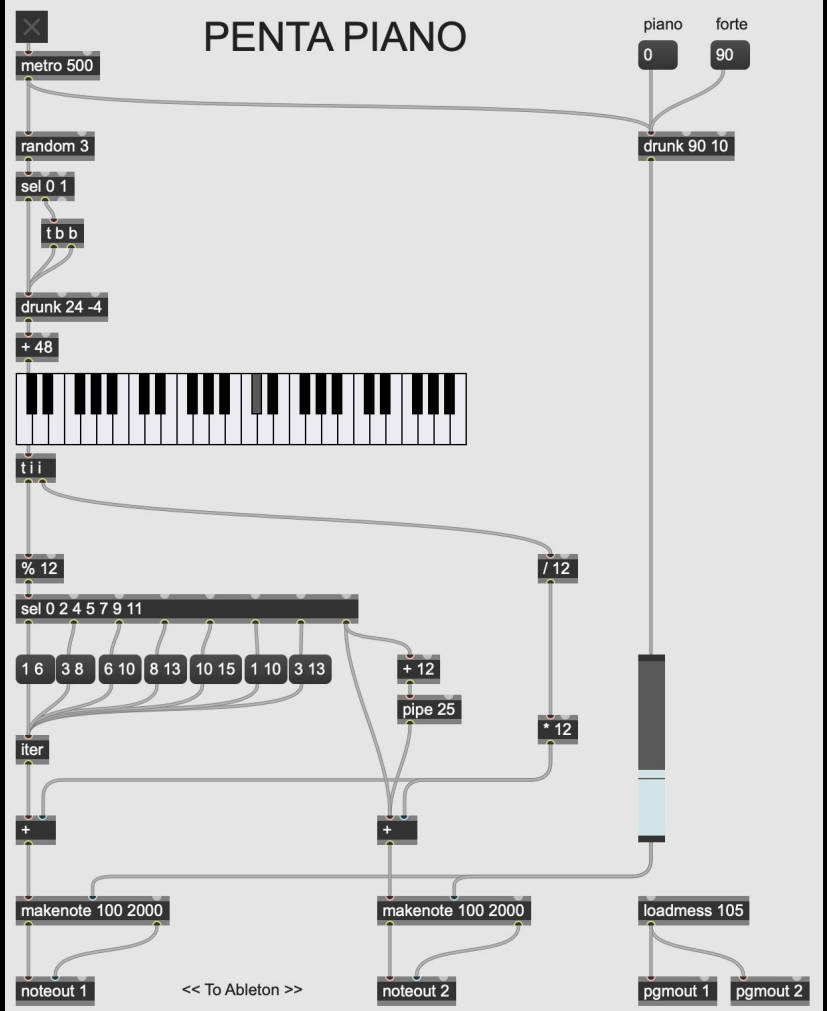 PENTA PIANO
piano forte
metro 500
0 90
random 3
drunk 90 10
sel 0 1
t b b
drunk 24 -4
+ 48
t i i
% 12
/ 12
sel 0 2 4 5 7 9 11
1 6 3 8 6 10 8 13 10 15 1 10 3 13
+ 12
pipe 25
* 12
iter
+
+
makenote 100 2000
makenote 100 2000
loadmess 105
noteout 1
<< To Ableton >>
noteout 2
pgmout 1
pgmout 2